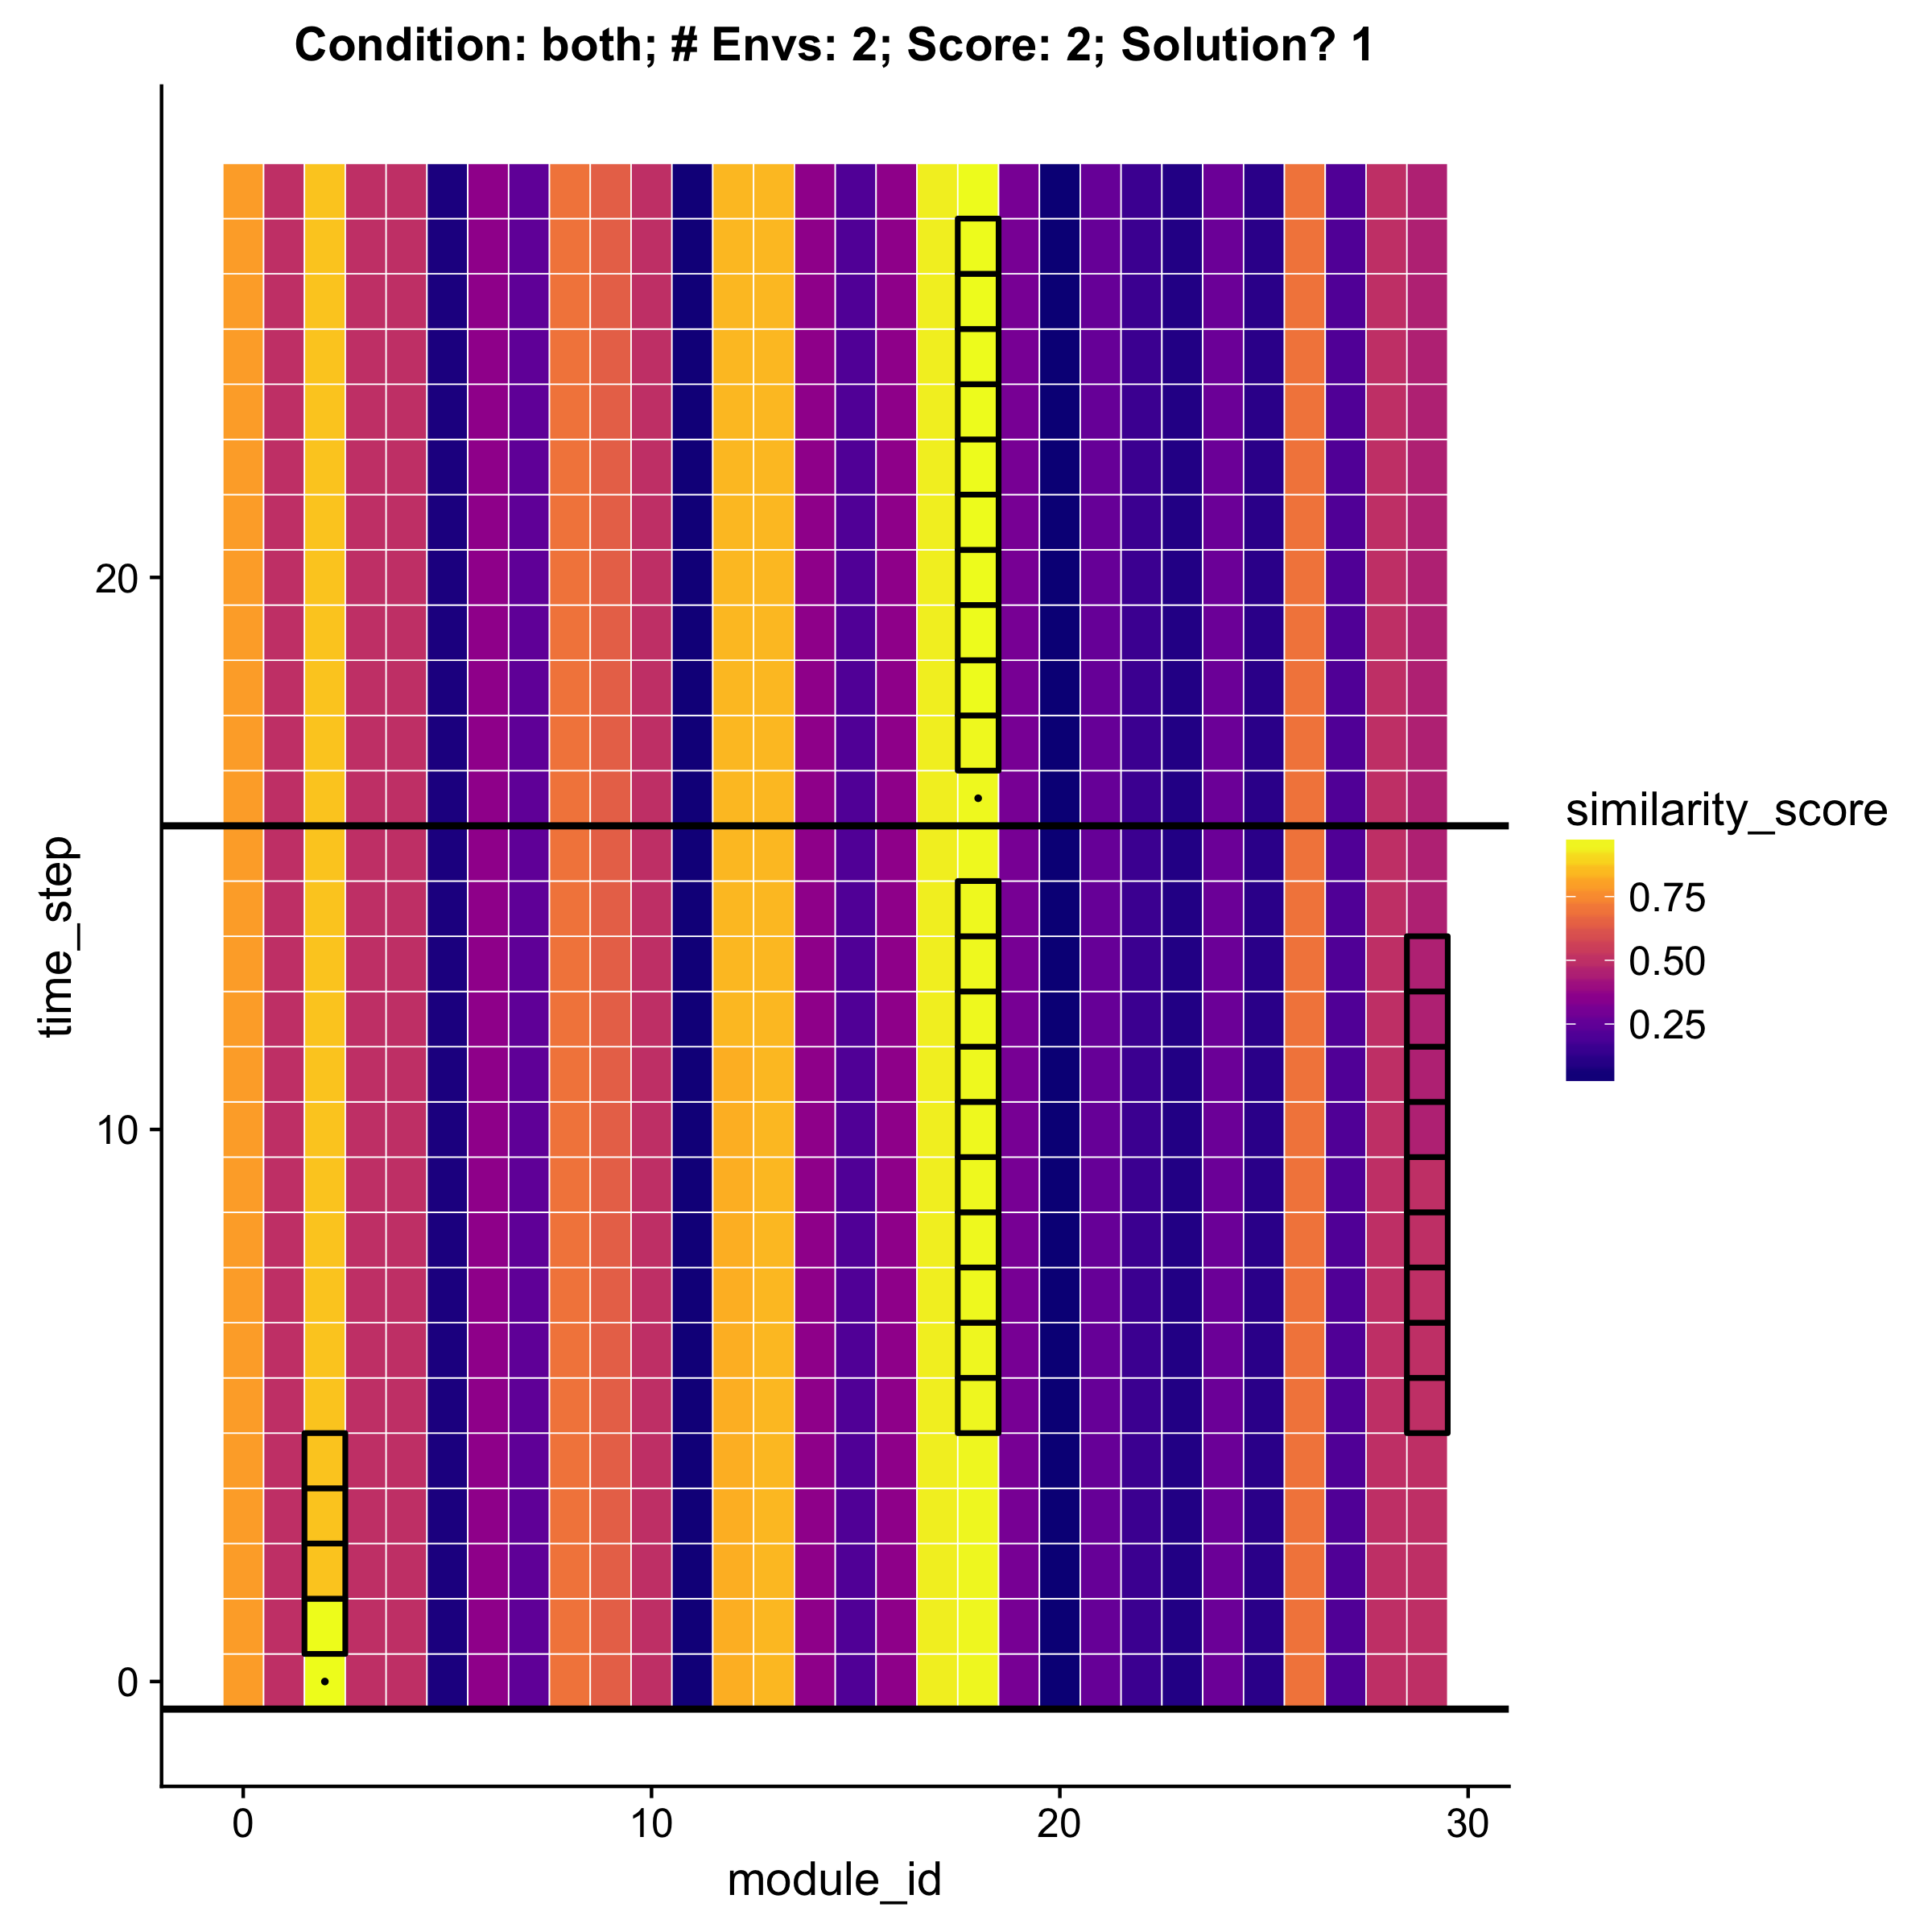 Condition: both; # Envs: 2; Score: 2; Solution? 1
time_step
20
10
0
0
10
20
30
module_id
similarity_score
0.75
0.50
0.25